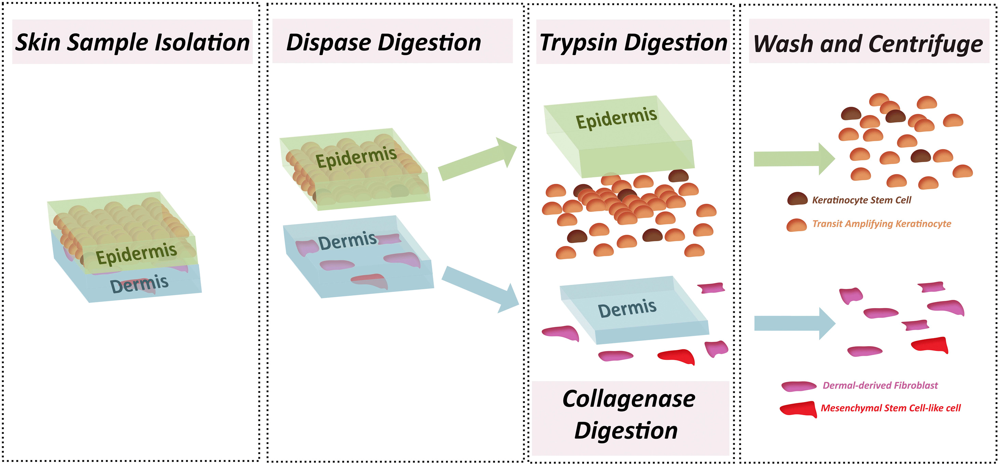 Skin Sample Isolation
Epidermis
Dermis
Dispase Digestion
Epidermis
Dermis
Trypsin Digestion
Epidermis
Dermis
Collagenase
Digestion
Wash and Centrifuge
Keratinocyte Stem Cell
Transit Amplifying Keratinocyte
Dermal-derived Fibroblast
Mesenchymal Stem Cell-like cell